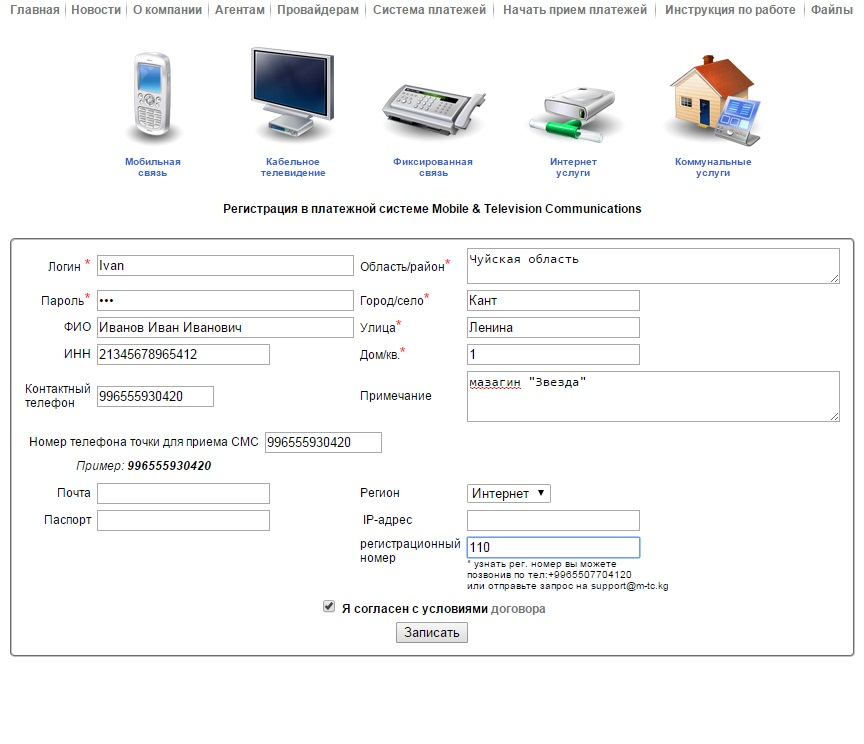 Главная Новости О компании Агентам Провайдерам Система платежей Начать прием платежей Инструкция по работе Файлы
Мобильная связь
Кабельное телевидение
Фиксированная связь
Интернет услуги
Коммунальные услуги
Регистрация в платежной системе Mobile & Television Communications
Логин * Ivan Область/район* Чуйская область
Пароль* ••• Город/село* Кант
ФИО Иванов Иван Иванович Улица* Ленина
ИНН 21345678965412 Дом/кв.* 1
Контактный телефон 996555930420 Примечание мазагин "Звезда"
Номер телефона точки для приема СМС 996555930420
Пример: 996555930420
Почта Регион Интернет ▼
Паспорт IP-адрес
регистрационный номер 110
* узнать рег. номер вы можете
позвонив по тел:+9965507704120
или отправьте запрос на support@m-tc.kg
Я согласен с условиями договора
Записать